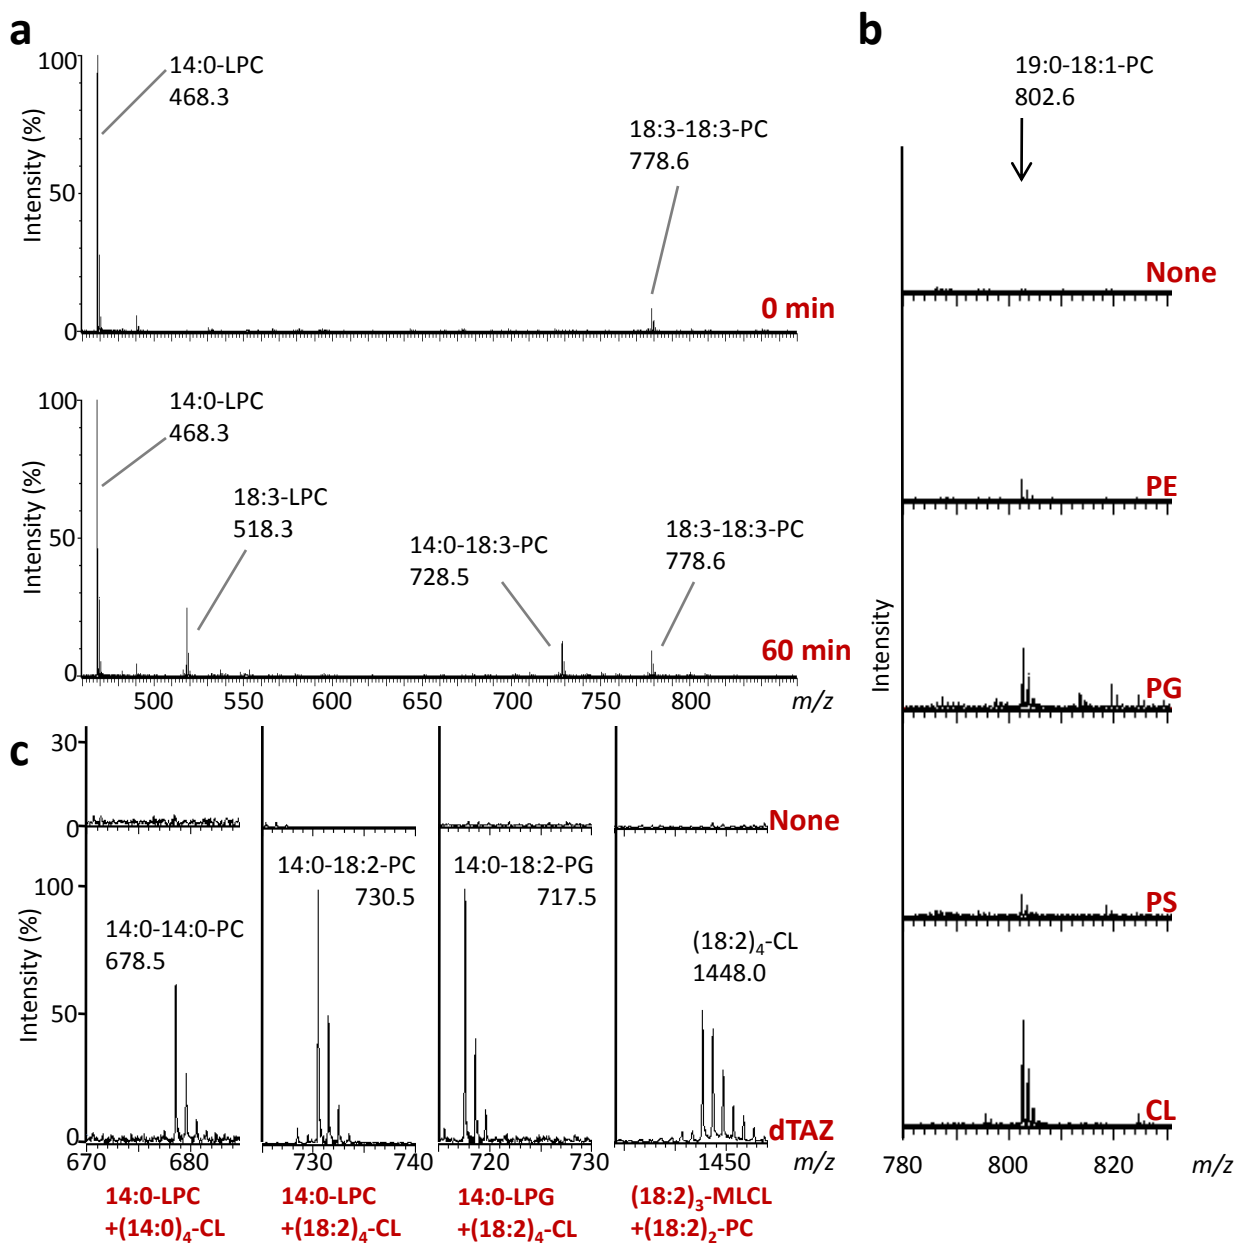 a
100
50
0
Intensity (%)
14:0-LPC
468.3
18:3-18:3-PC
778.6
0 min
100
50
0
Intensity (%)
14:0-LPC
468.3
18:3-LPC
518.3
14:0-18:3-PC
728.5
18:3-18:3-PC
778.6
60 min
500 550 600 650 700 750 800 m/z
b
19:0-18:1-PC
802.6
None
PE
PG
PS
CL
Intensity
780 800 820 m/z
c
30
0
None
100
50
0
Intensity (%)
14:0-14:0-PC
678.5
14:0-18:2-PC
730.5
14:0-18:2-PG
717.5
(18:2)₄-CL
1448.0
dTAZ
670 680 730 740 720 730 1450 m/z
14:0-LPC
+(14:0)₄-CL
14:0-LPC
+(18:2)₄-CL
14:0-LPG
+(18:2)₄-CL
(18:2)₃-MLCL
+(18:2)₂-PC